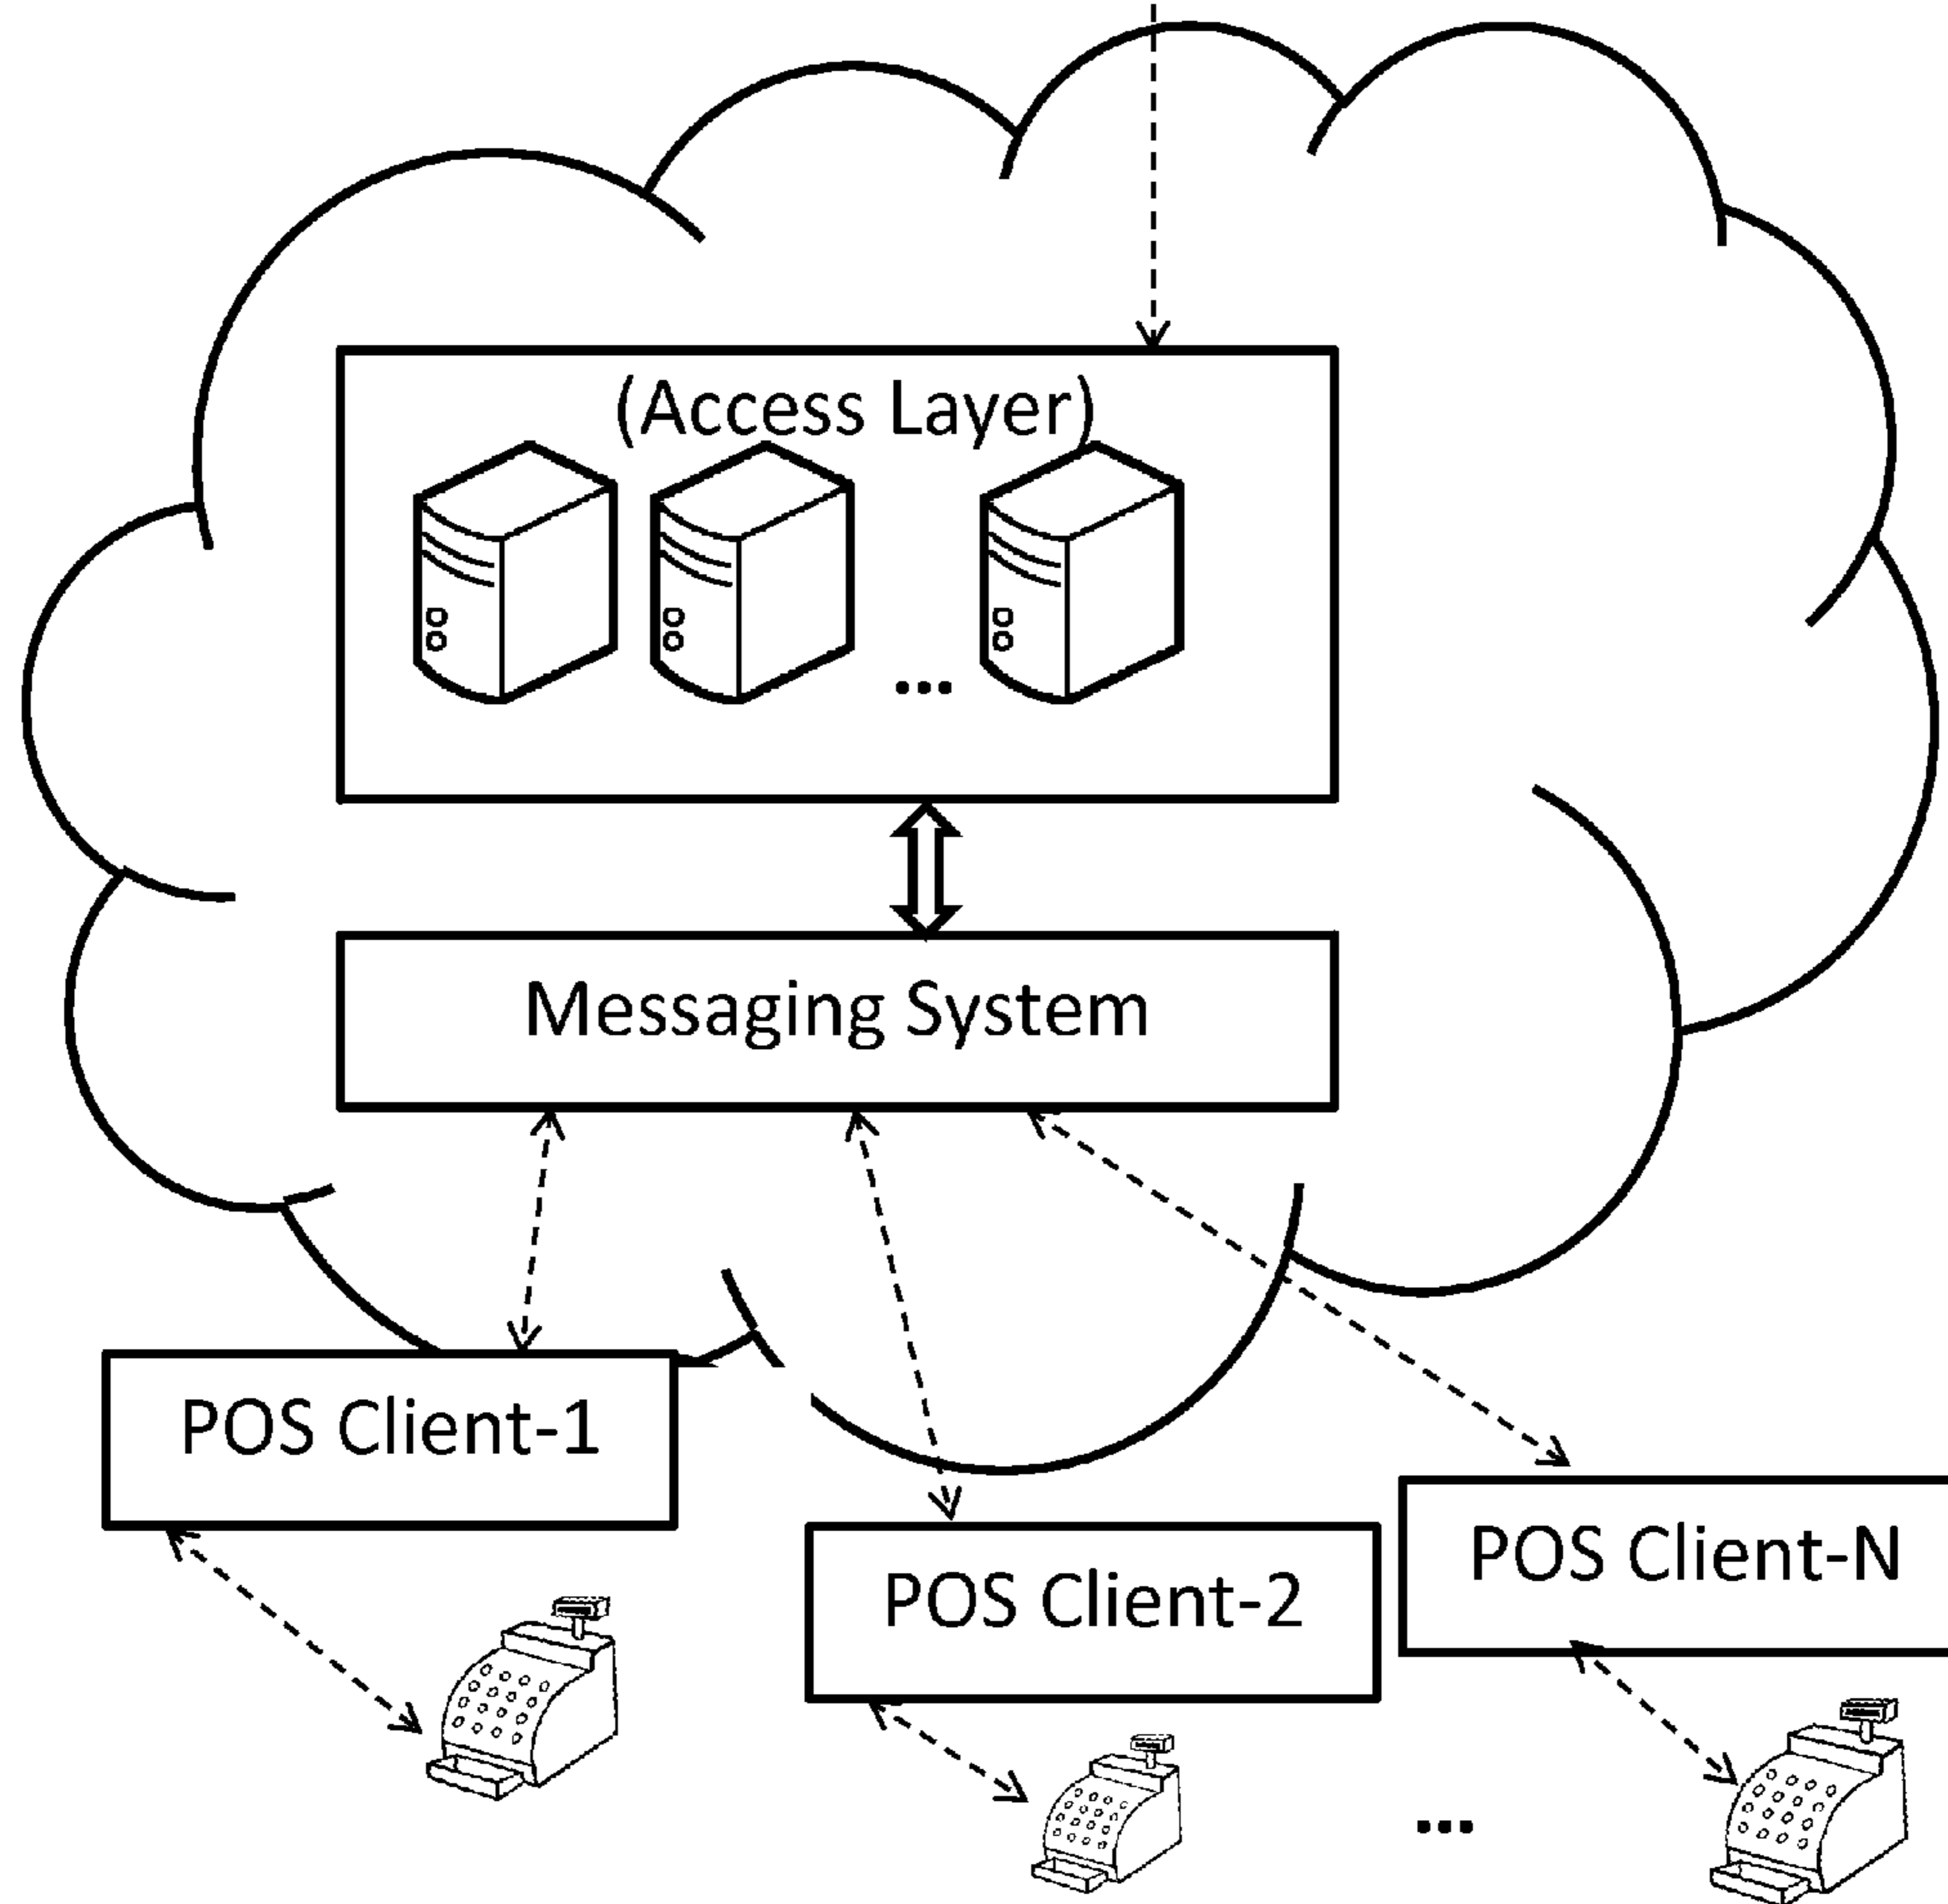 (Access Layer)
...
Messaging System
POS Client-1
POS Client-2
POS Client-N
...